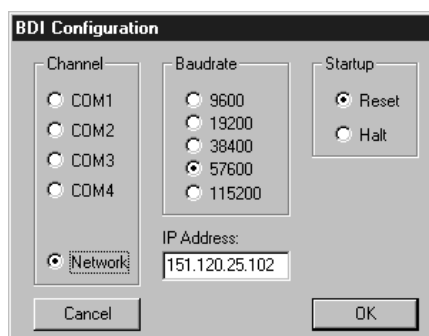 BDI Configuration
Channel
COM1
COM2
COM3
COM4
Network
Baudrate
9600
19200
38400
57600
115200
IP Address:
151.120.25.102
Startup
Reset
Halt
Cancel
OK